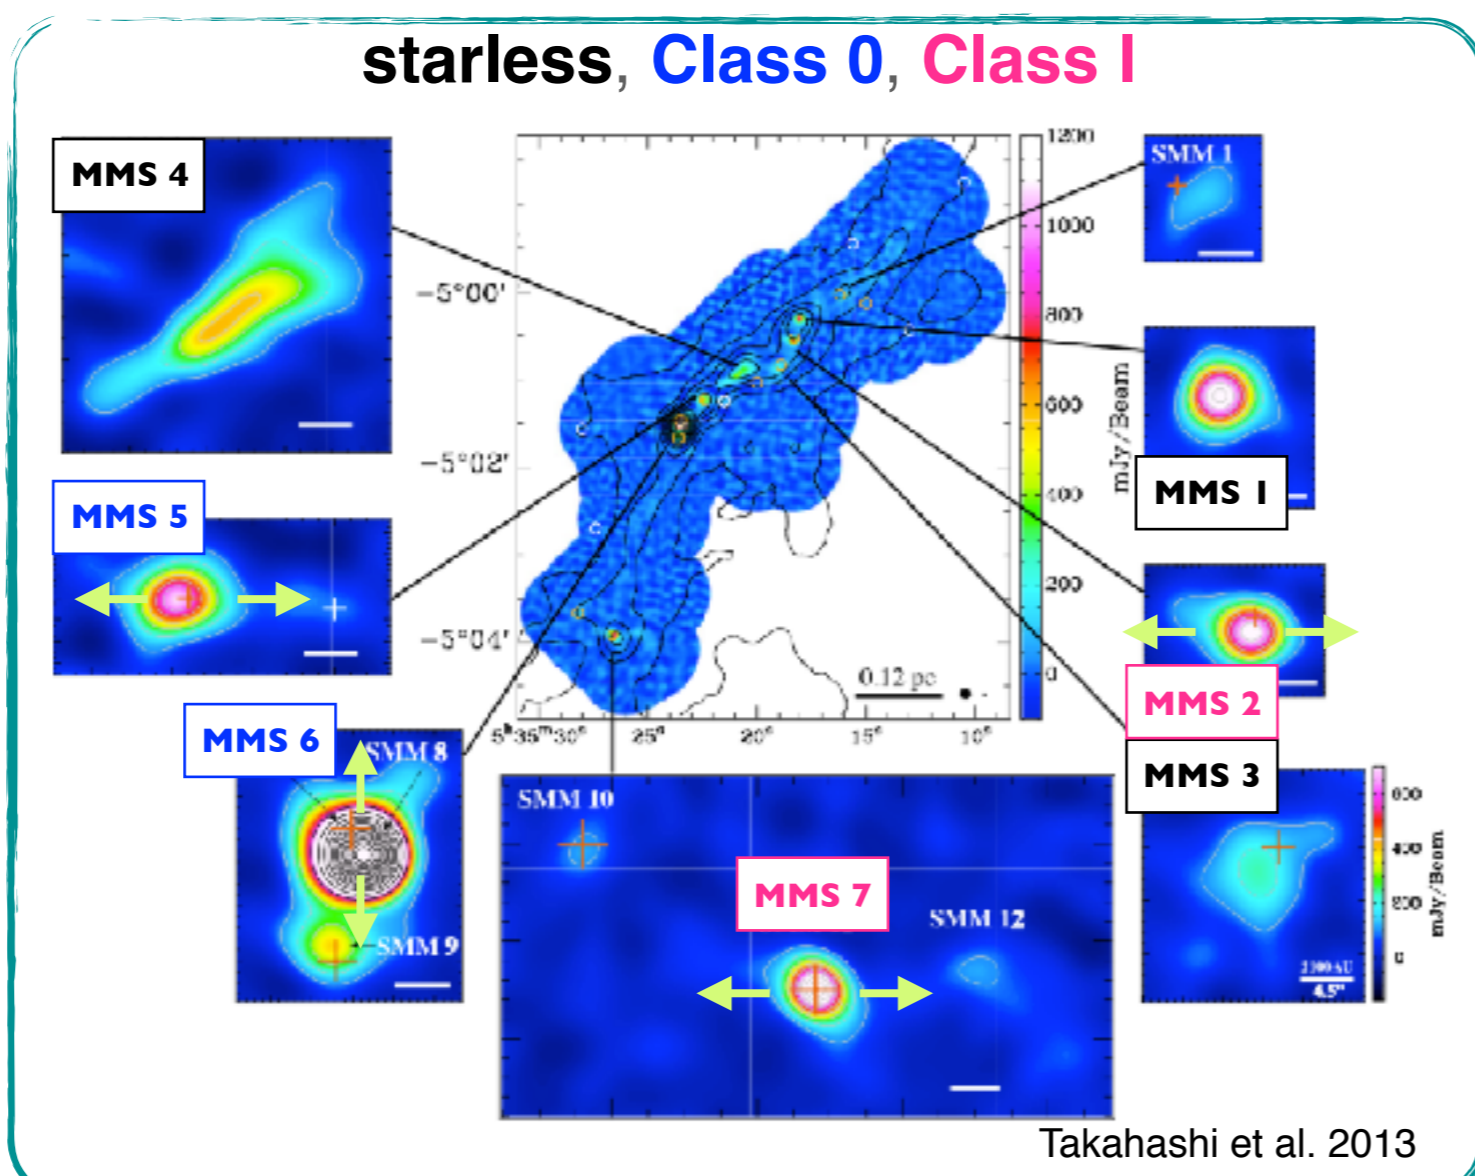 starless, Class 0, Class I
MMS 4
SMM 1
1200
1000
800
600
400
200
0
mJy/Beam
−5°00'
−5°02'
−5°04'
0.12 pc
5ʰ35ᵐ30ˢ 25ˢ 20ˢ 15ˢ 10ˢ
MMS 1
MMS 5
MMS 2
MMS 6
SMM 8
SMM 9
MMS 3
SMM 10
MMS 7
SMM 12
400
200
0
mJy/Beam
4.5"
Takahashi et al. 2013